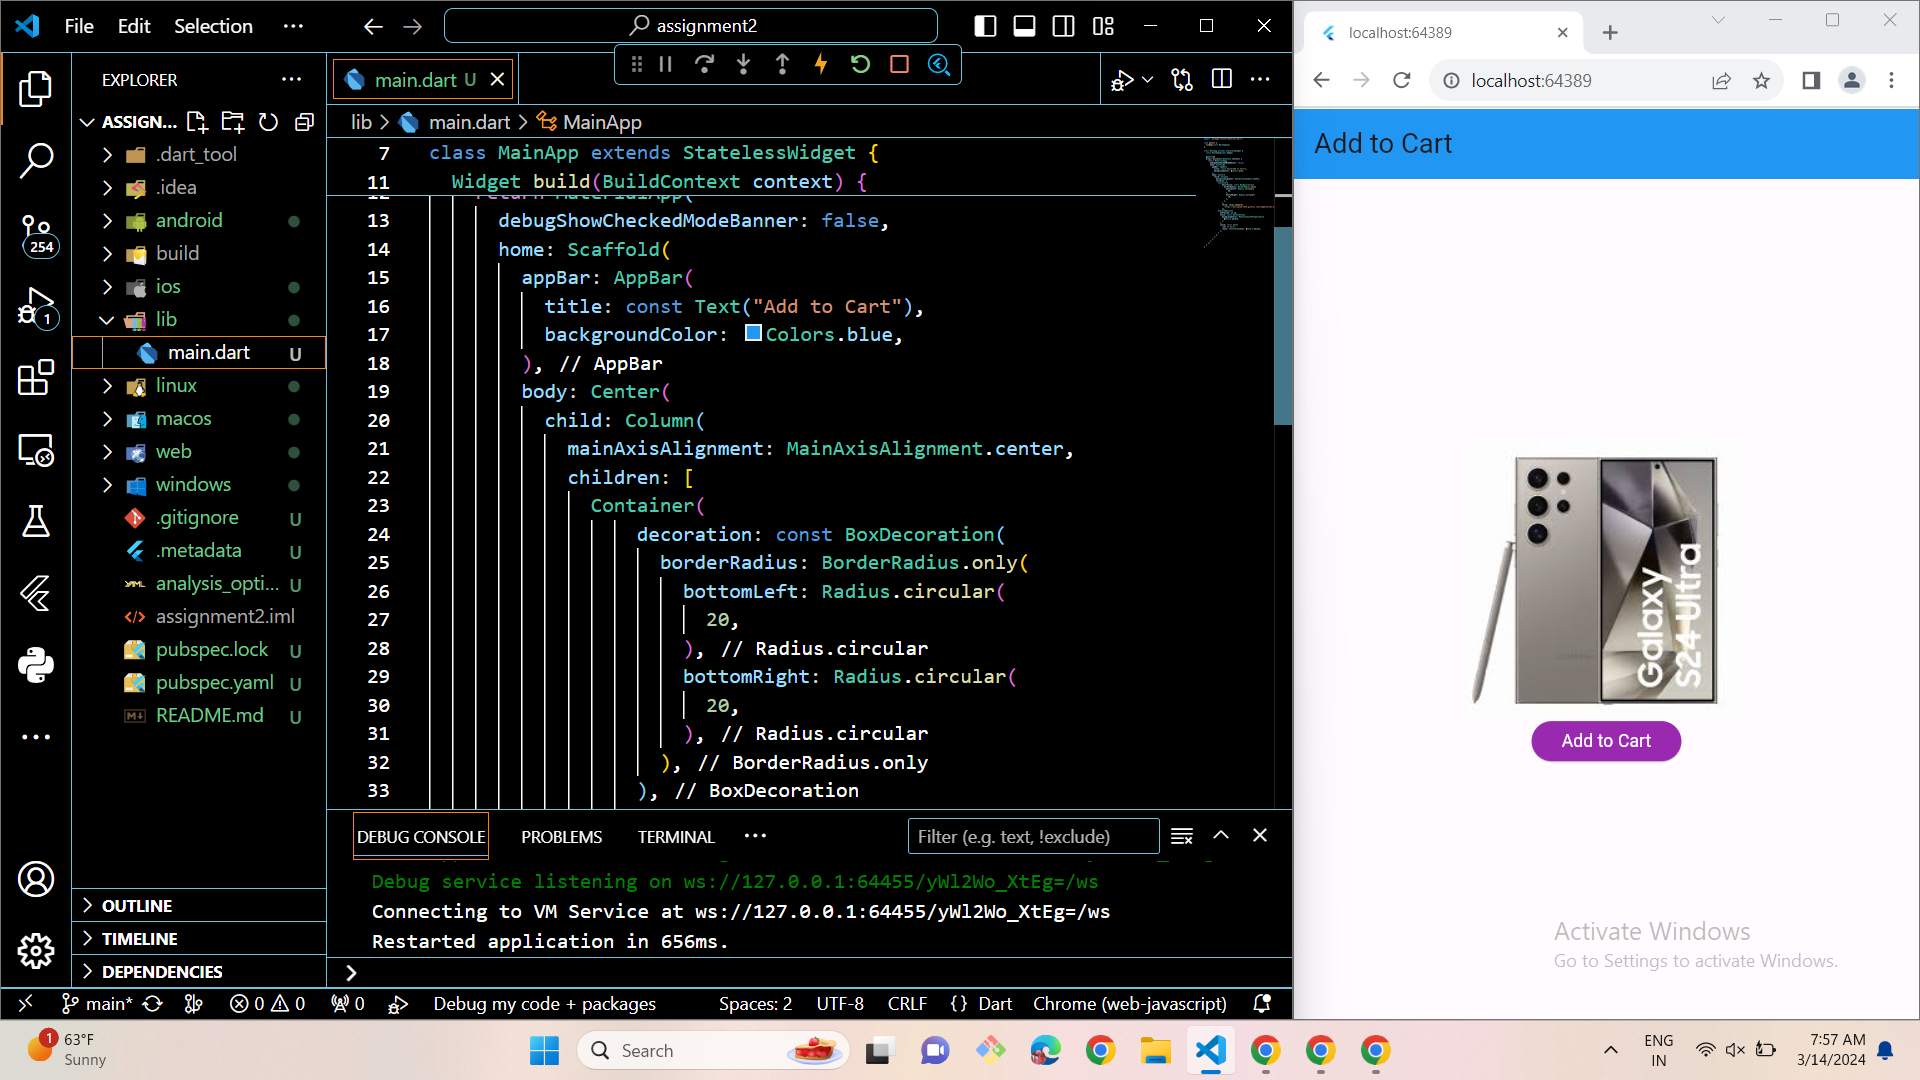 File Edit Selection ···
assignment2
EXPLORER
ASSIGN...
.dart_tool
.idea
android
build
ios
lib
main.dart U
linux
macos
web
windows
.gitignore U
.metadata U
analysis_opti... U
assignment2.iml
pubspec.lock U
pubspec.yaml U
README.md U
OUTLINE
TIMELINE
DEPENDENCIES
254
1
main.dart U
lib > main.dart > MainApp
7 class MainApp extends StatelessWidget {
11 Widget build(BuildContext context) {
12 return MaterialApp(
13 debugShowCheckedModeBanner: false,
14 home: Scaffold(
15 appBar: AppBar(
16 title: const Text("Add to Cart"),
17 backgroundColor: Colors.blue,
18 ), // AppBar
19 body: Center(
20 child: Column(
21 mainAxisAlignment: MainAxisAlignment.center,
22 children: [
23 Container(
24 decoration: const BoxDecoration(
25 borderRadius: BorderRadius.only(
26 bottomLeft: Radius.circular(
27 20,
28 ), // Radius.circular
29 bottomRight: Radius.circular(
30 20,
31 ), // Radius.circular
32 ), // BorderRadius.only
33 ), // BoxDecoration
DEBUG CONSOLE PROBLEMS TERMINAL ···
Filter (e.g. text, !exclude)
Debug service listening on ws://127.0.0.1:64455/yWl2Wo_XtEg=/ws
Connecting to VM Service at ws://127.0.0.1:64455/yWl2Wo_XtEg=/ws
Restarted application in 656ms.
main* 0 0 0 Debug my code + packages Spaces: 2 UTF-8 CRLF {} Dart Chrome (web-javascript)
localhost:64389
localhost:64389
Add to Cart
Galaxy
S24 Ultra
Add to Cart
Activate Windows
Go to Settings to activate Windows.
1
63°F
Sunny
Search
ENG
IN
7:57 AM
3/14/2024